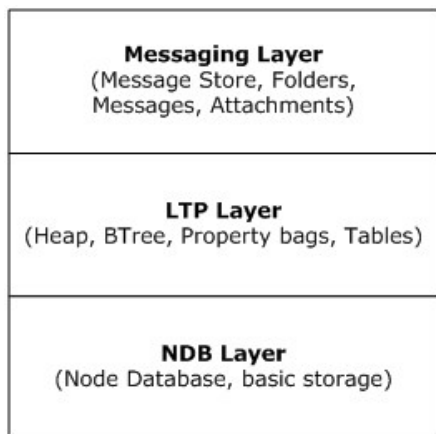 Messaging Layer
(Message Store, Folders,
Messages, Attachments)
LTP Layer
(Heap, BTree, Property bags, Tables)
NDB Layer
(Node Database, basic storage)